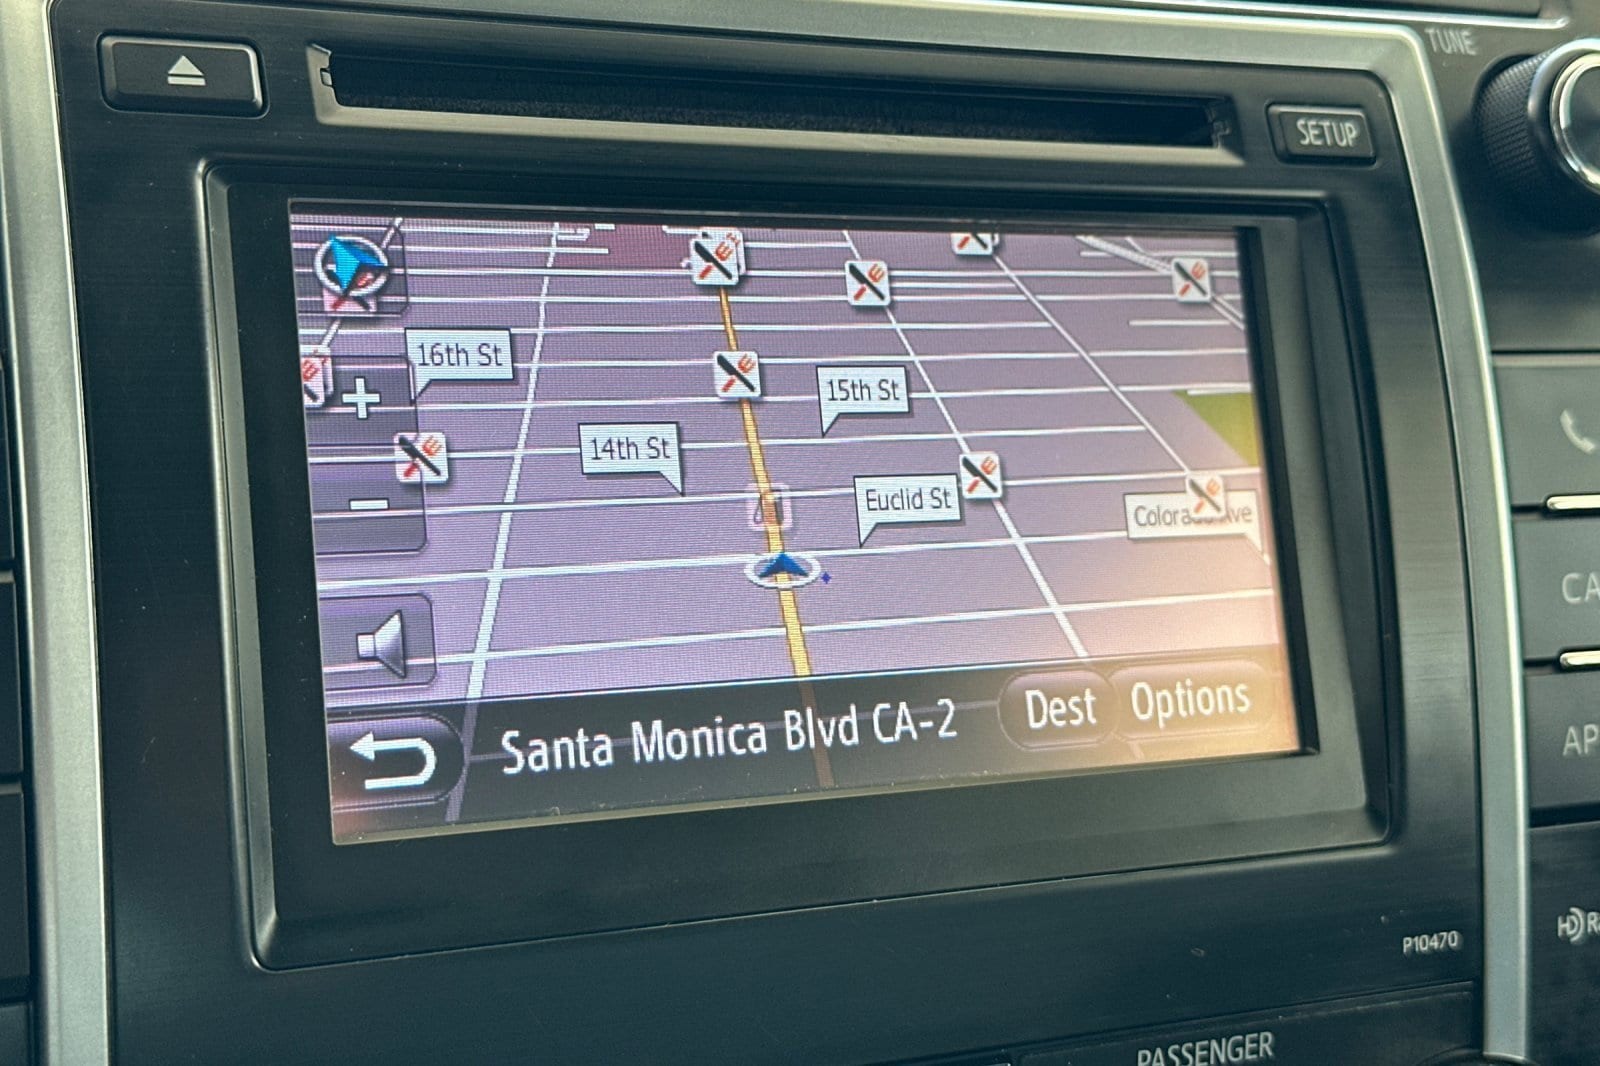 TUNE
SETUP
16th St
15th St
14th St
Euclid St
Santa Monica Blvd CA-2
Dest
Options
P10470
PASSENGER